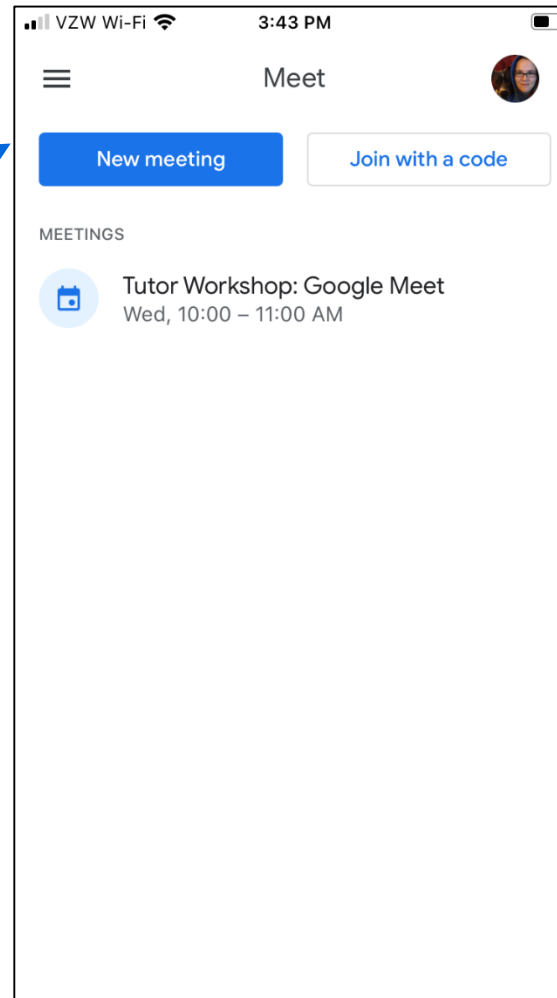 VZW Wi-Fi 3:43 PM
Meet
New meeting Join with a code
MEETINGS
Tutor Workshop: Google Meet
Wed, 10:00 – 11:00 AM